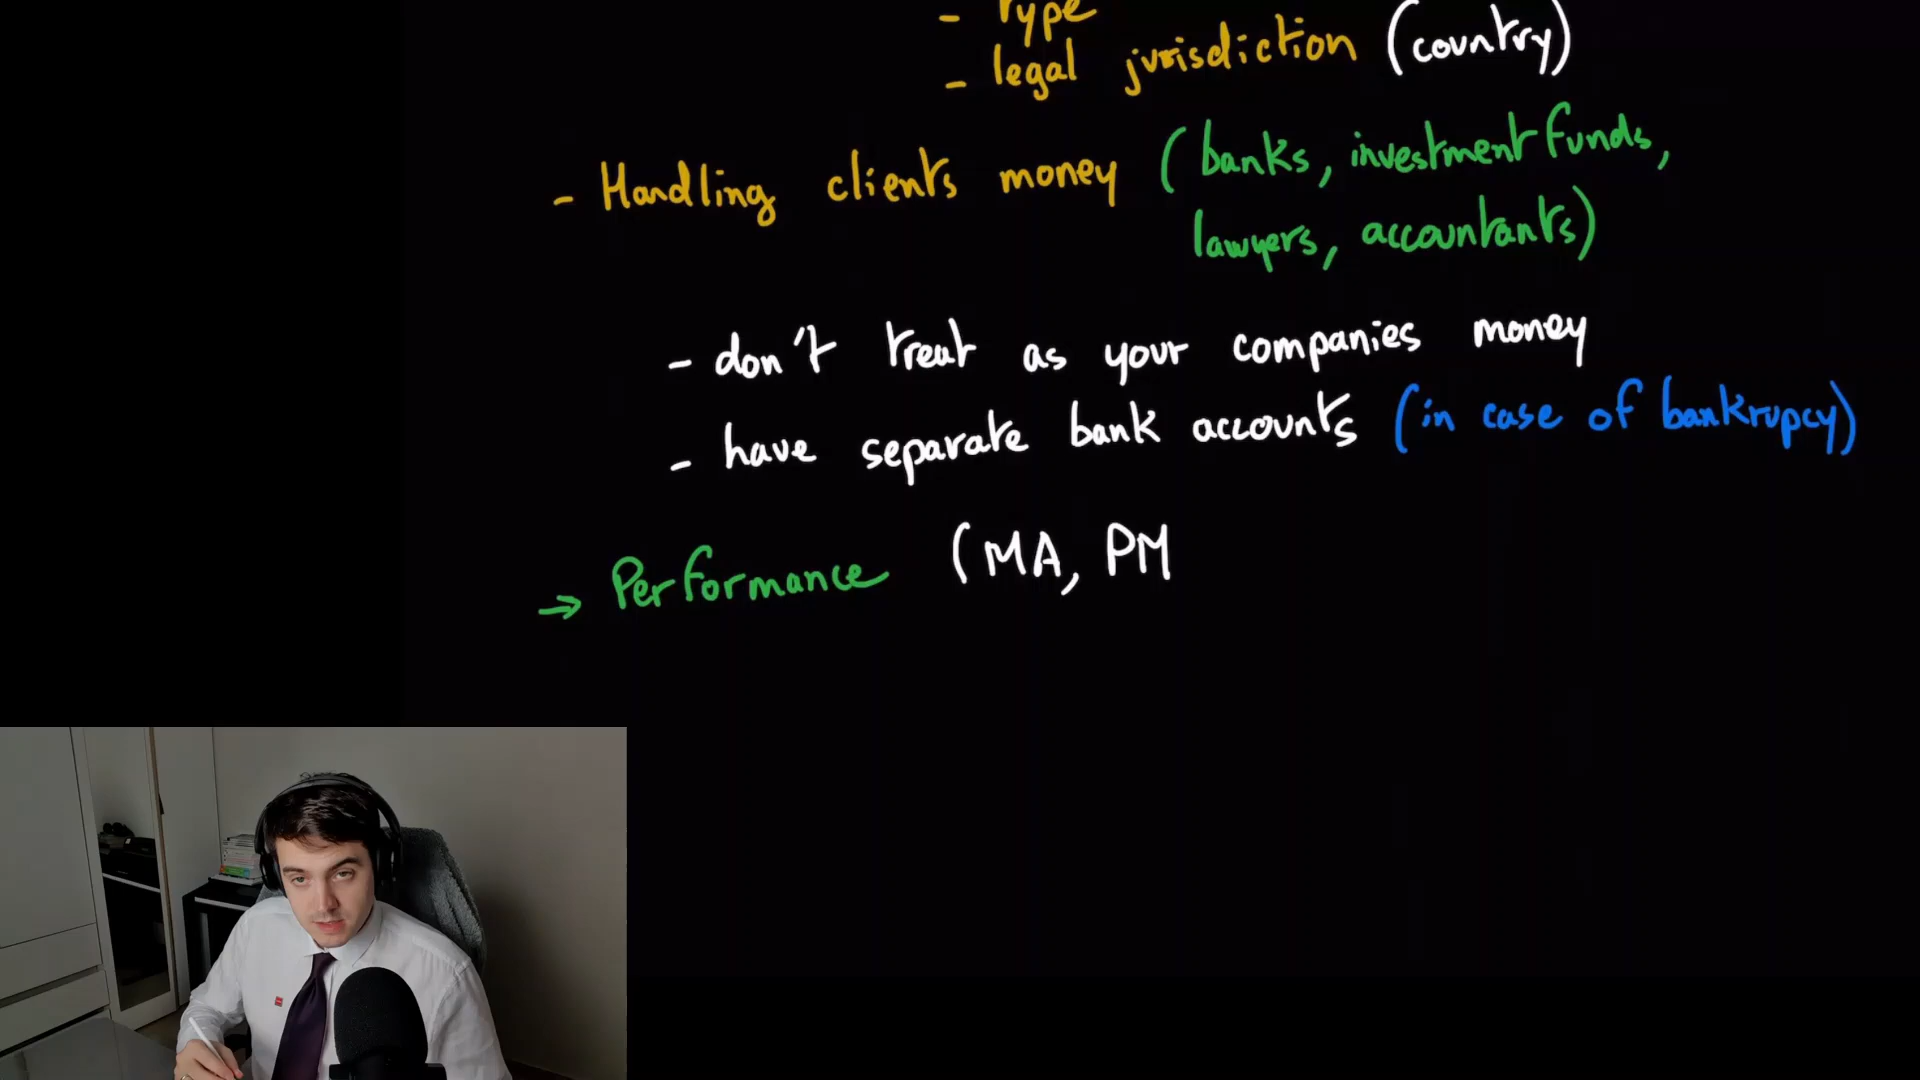 - Type
- legal jurisdiction (country)
- Handling clients money (banks, investment funds,
lawyers, accountants)
- don't treat as your companies money
- have separate bank accounts (in case of bankrupcy)
→ Performance (MA, PM